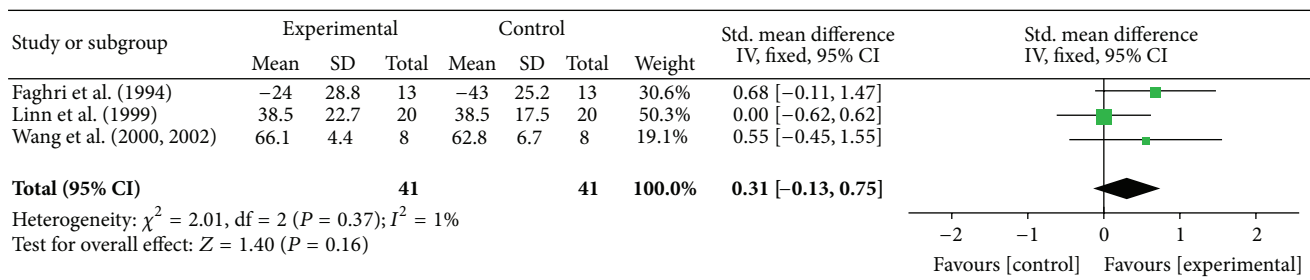 Study or subgroup Experimental Control Std. mean difference Std. mean difference
Mean SD Total Mean SD Total Weight IV, fixed, 95% CI IV, fixed, 95% CI
Faghri et al. (1994) −24 28.8 13 −43 25.2 13 30.6% 0.68 [−0.11, 1.47]
Linn et al. (1999) 38.5 22.7 20 38.5 17.5 20 50.3% 0.00 [−0.62, 0.62]
Wang et al. (2000, 2002) 66.1 4.4 8 62.8 6.7 8 19.1% 0.55 [−0.45, 1.55]
Total (95% CI) 41 41 100.0% 0.31 [−0.13, 0.75]
Heterogeneity: χ² = 2.01, df = 2 (P = 0.37); I² = 1%
Test for overall effect: Z = 1.40 (P = 0.16)
−2 −1 0 1 2
Favours [control] Favours [experimental]